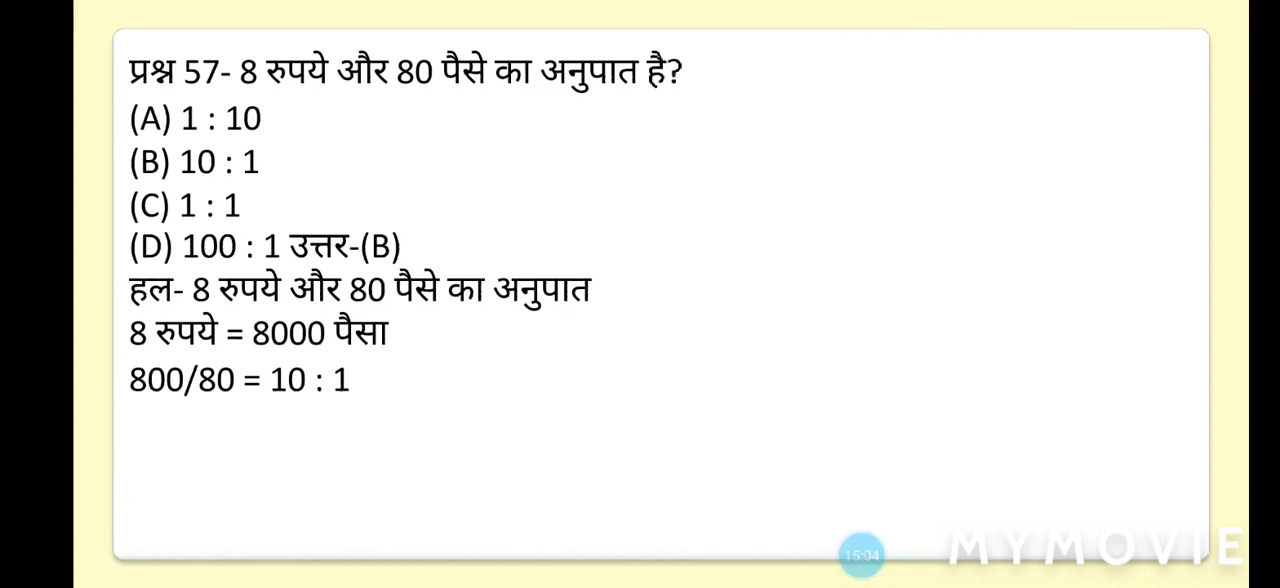 प्रश्न 57- 8 रुपये और 80 पैसे का अनुपात है?
(A) 1 : 10
(B) 10 : 1
(C) 1 : 1
(D) 100 : 1 उत्तर-(B)
हल- 8 रुपये और 80 पैसे का अनुपात
8 रुपये = 8000 पैसा
800/80 = 10 : 1
15:04
MYMOVIE